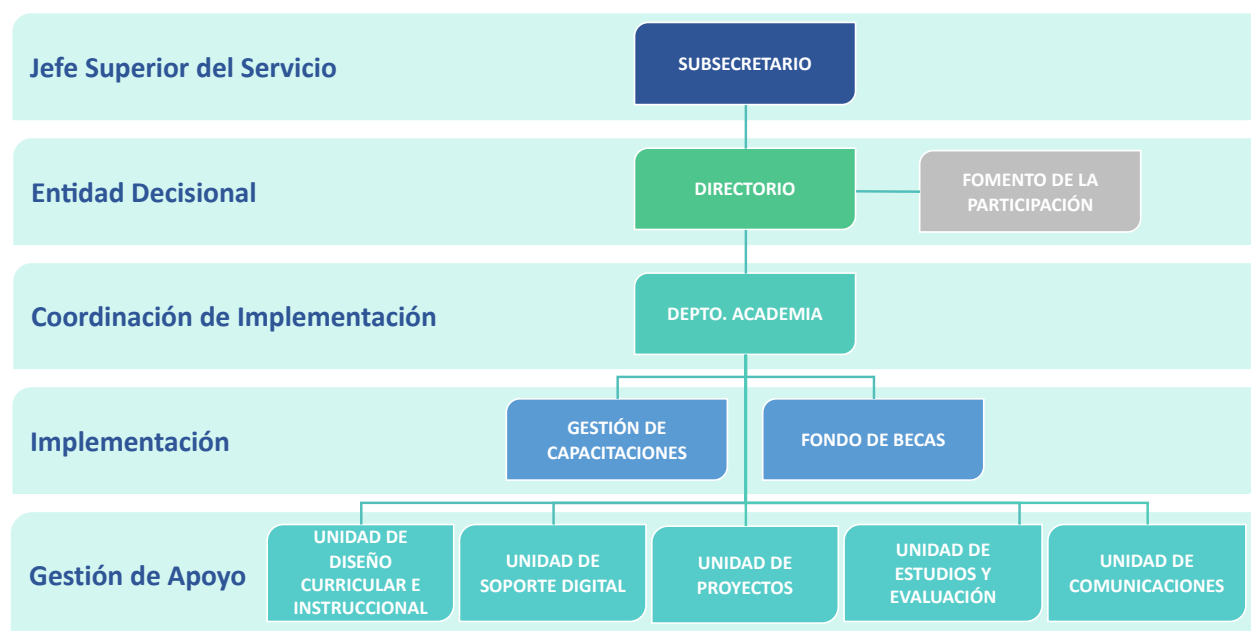 Jefe Superior del Servicio
SUBSECRETARIO
Entidad Decisional
DIRECTORIO
FOMENTO DE LA
PARTICIPACIÓN
Coordinación de Implementación
DEPTO. ACADEMIA
Implementación
GESTIÓN DE
CAPACITACIONES
FONDO DE BECAS
Gestión de Apoyo
UNIDAD DE
DISEÑO
CURRICULAR E
INSTRUCCIONAL
UNIDAD DE
SOPORTE DIGITAL
UNIDAD DE
PROYECTOS
UNIDAD DE
ESTUDIOS Y
EVALUACIÓN
UNIDAD DE
COMUNICACIONES